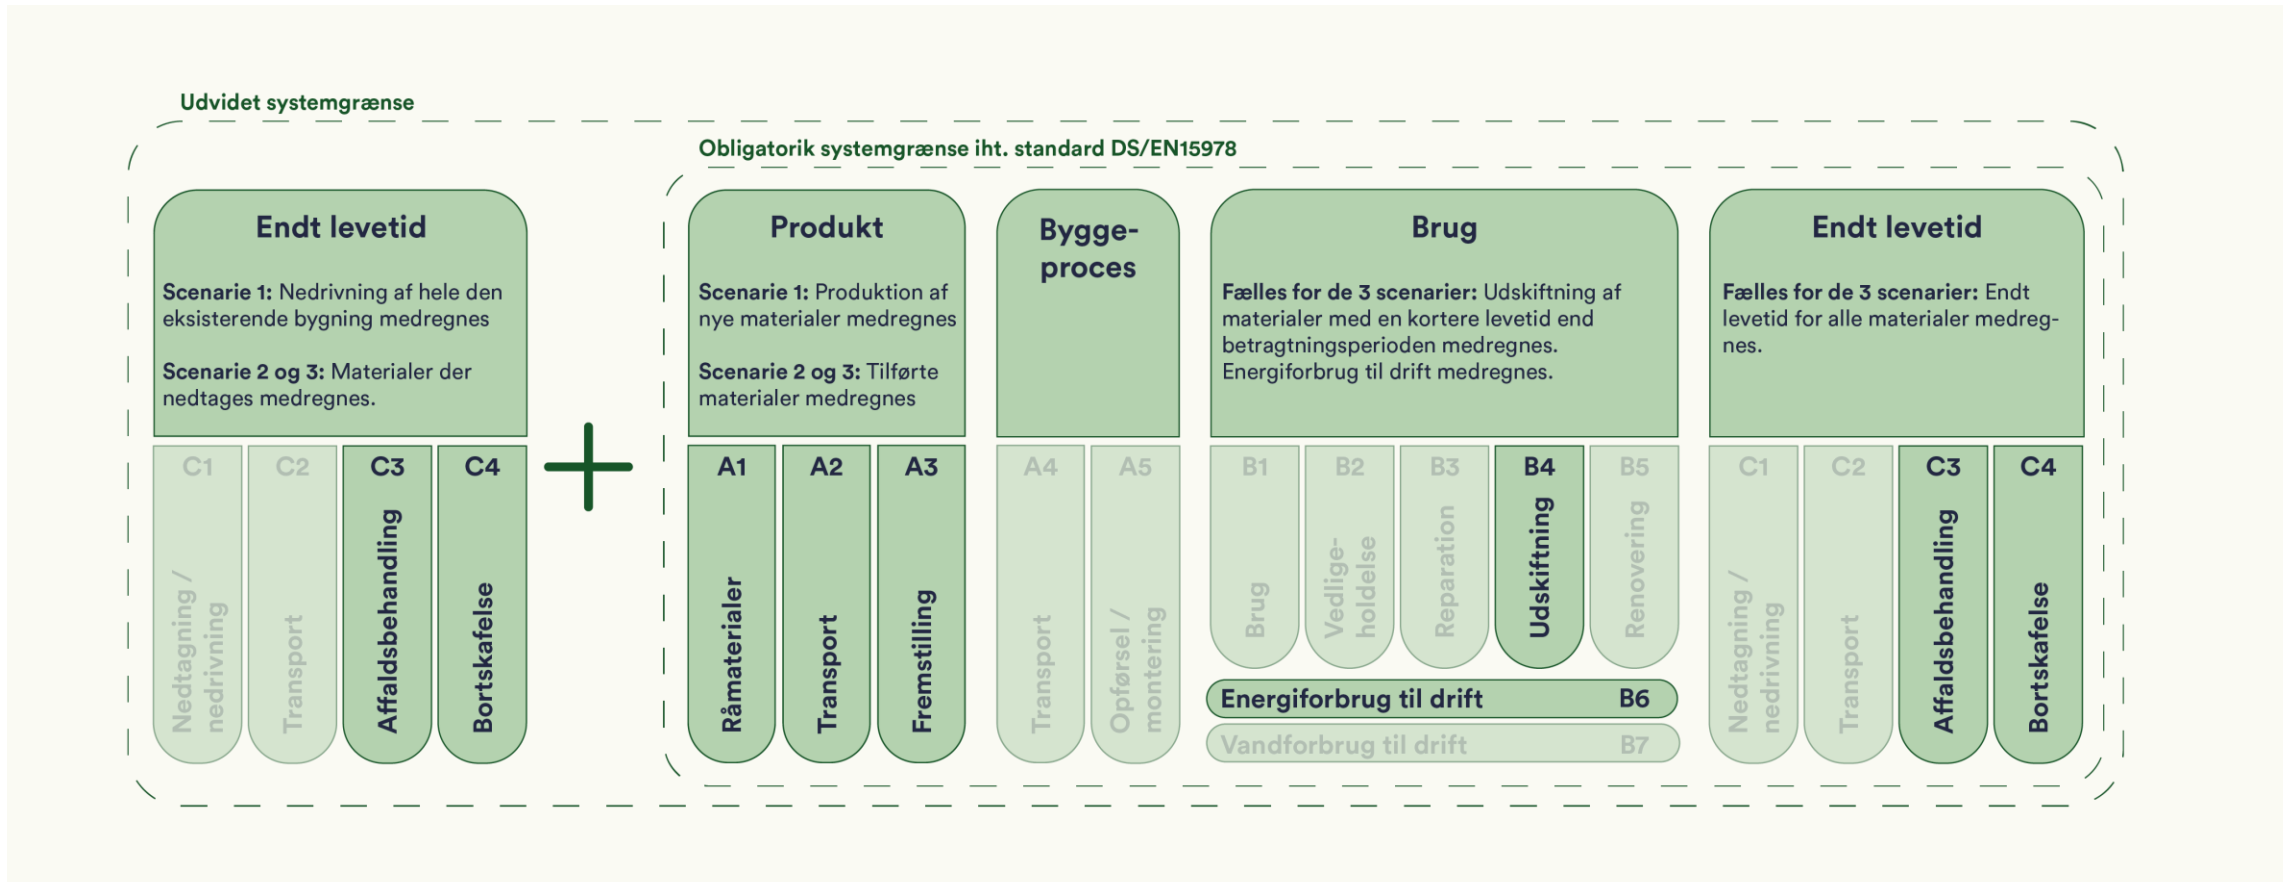 Udvidet systemgrænse
Obligatorik systemgrænse iht. standard DS/EN15978
Endt levetid
Scenarie 1: Nedrivning af hele den
eksisterende bygning medregnes
Scenarie 2 og 3: Materialer der
nedtages medregnes.
C1
Nedtagning /
nedrivning
C2
Transport
C3
Affaldsbehandling
C4
Bortskafelse
Produkt
Scenarie 1: Produktion af
nye materialer medregnes
Scenarie 2 og 3: Tilførte
materialer medregnes
A1
Råmaterialer
A2
Transport
A3
Fremstilling
Bygge-
proces
A4
Transport
A5
Opførsel /
montering
Brug
Fælles for de 3 scenarier: Udskiftning af
materialer med en kortere levetid end
betragtningsperioden medregnes.
Energiforbrug til drift medregnes.
B1
Brug
B2
Vedlige-
holdelse
B3
Reparation
B4
Udskiftning
B5
Renovering
Energiforbrug til drift B6
Vandforbrug til drift B7
Endt levetid
Fælles for de 3 scenarier: Endt
levetid for alle materialer medreg-
nes.
C1
Nedtagning /
nedrivning
C2
Transport
C3
Affaldsbehandling
C4
Bortskafelse